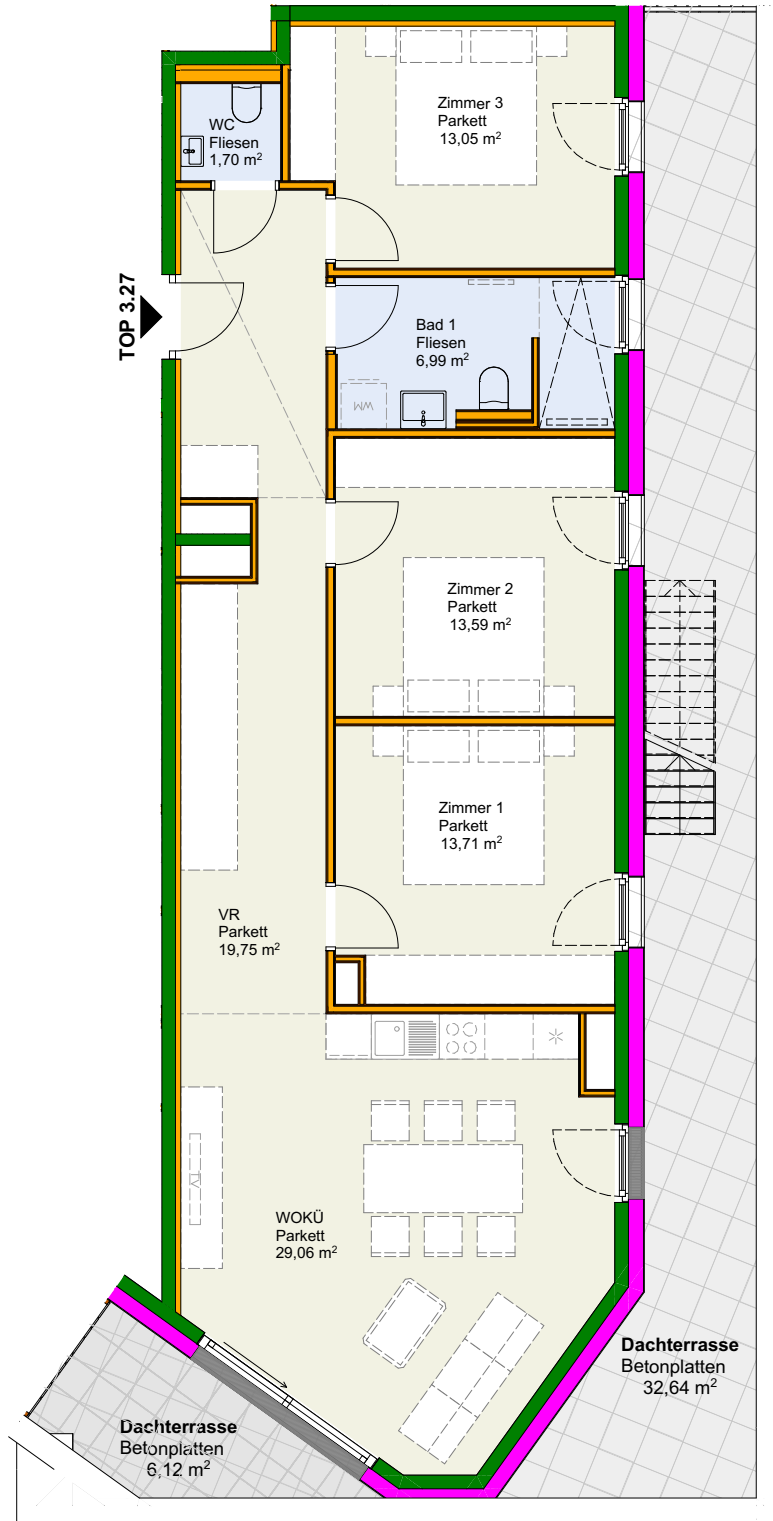 Zimmer 3
Parkett
13,05 m²
WC
Fliesen
1,70 m²
TOP 3.27
Bad 1
Fliesen
6,99 m²
WM
Zimmer 2
Parkett
13,59 m²
Zimmer 1
Parkett
13,71 m²
VR
Parkett
19,75 m²
TV
WOKÜ
Parkett
29,06 m²
Dachterrasse
Betonplatten
32,64 m²
Dachterrasse
Betonplatten
6,12 m²